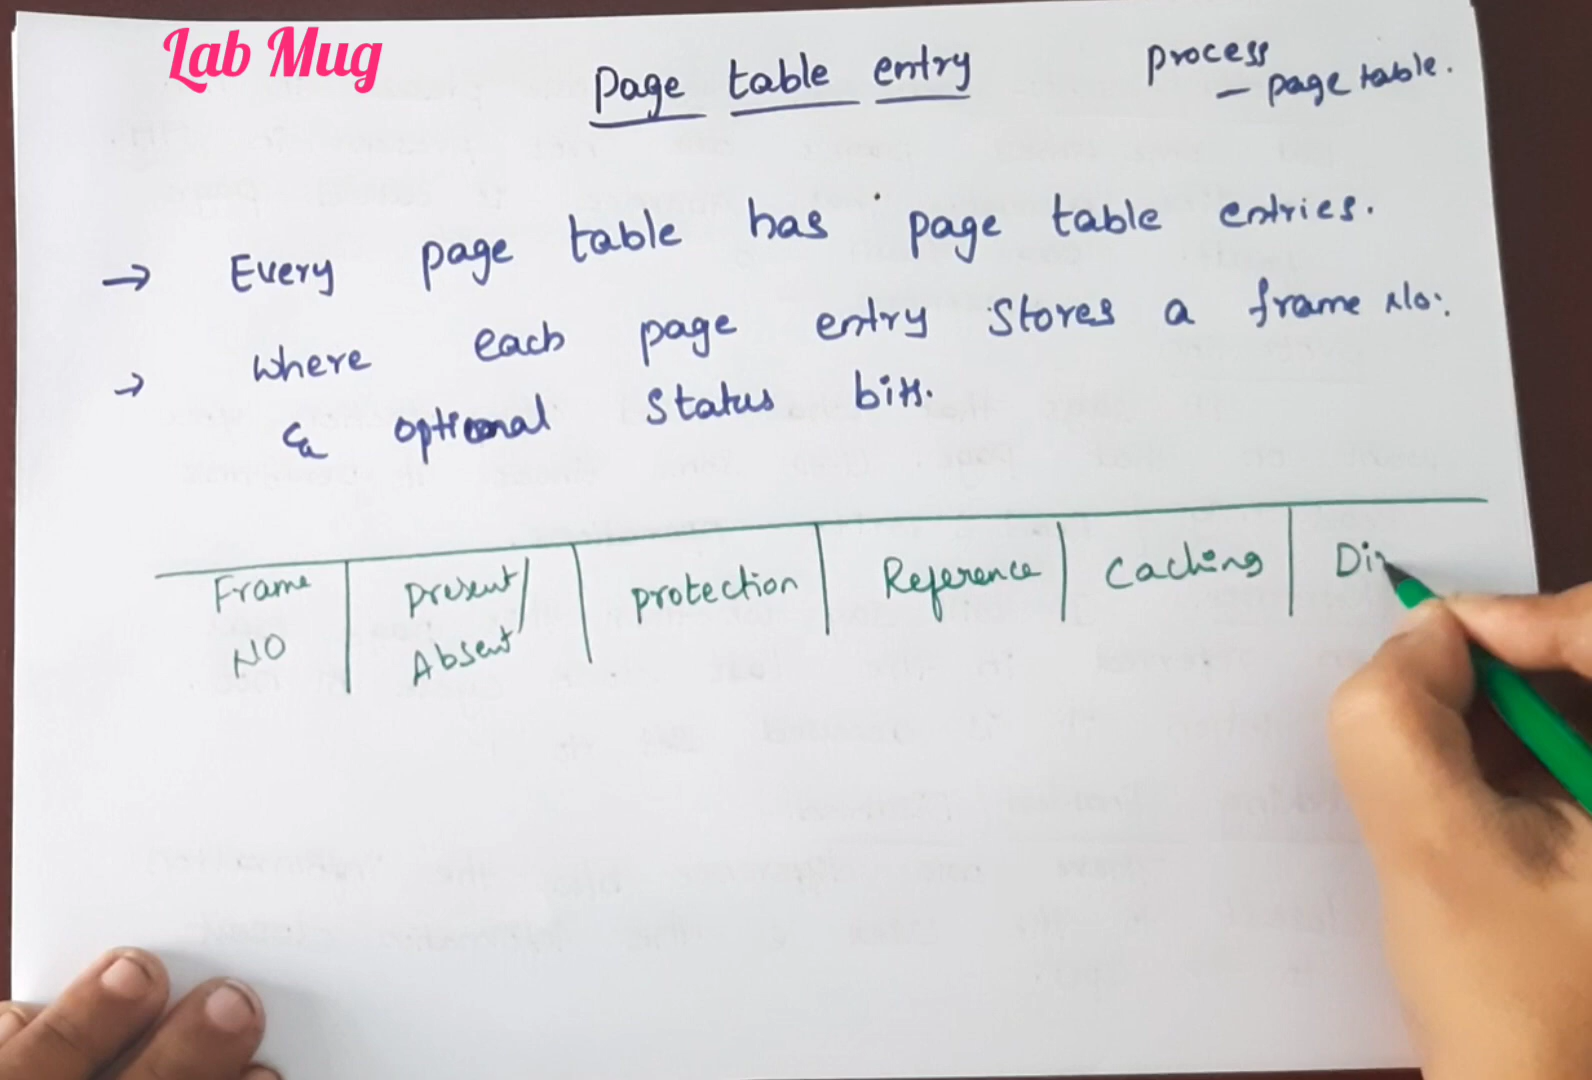 Lab Mug
Page table entry
process
– page table.
→ Every page table has page table entries.
→ where each page entry stores a frame No:
& optional status bits.
Frame NO | Present/Absent | protection | Reference | Caching | Dir